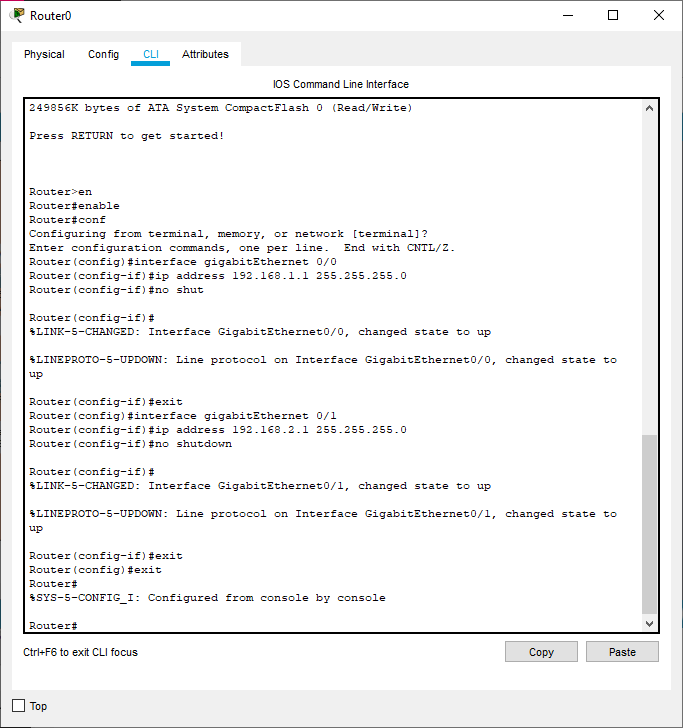 Router0
Physical Config CLI Attributes
IOS Command Line Interface
249856K bytes of ATA System CompactFlash 0 (Read/Write)
Press RETURN to get started!
Router>en
Router#enable
Router#conf
Configuring from terminal, memory, or network [terminal]?
Enter configuration commands, one per line.  End with CNTL/Z.
Router(config)#interface gigabitEthernet 0/0
Router(config-if)#ip address 192.168.1.1 255.255.255.0
Router(config-if)#no shut
Router(config-if)#
%LINK-5-CHANGED: Interface GigabitEthernet0/0, changed state to up
%LINEPROTO-5-UPDOWN: Line protocol on Interface GigabitEthernet0/0, changed state to
up
Router(config-if)#exit
Router(config)#interface gigabitEthernet 0/1
Router(config-if)#ip address 192.168.2.1 255.255.255.0
Router(config-if)#no shutdown
Router(config-if)#
%LINK-5-CHANGED: Interface GigabitEthernet0/1, changed state to up
%LINEPROTO-5-UPDOWN: Line protocol on Interface GigabitEthernet0/1, changed state to
up
Router(config-if)#exit
Router(config)#exit
Router#
%SYS-5-CONFIG_I: Configured from console by console
Router#
Ctrl+F6 to exit CLI focus Copy Paste
Top